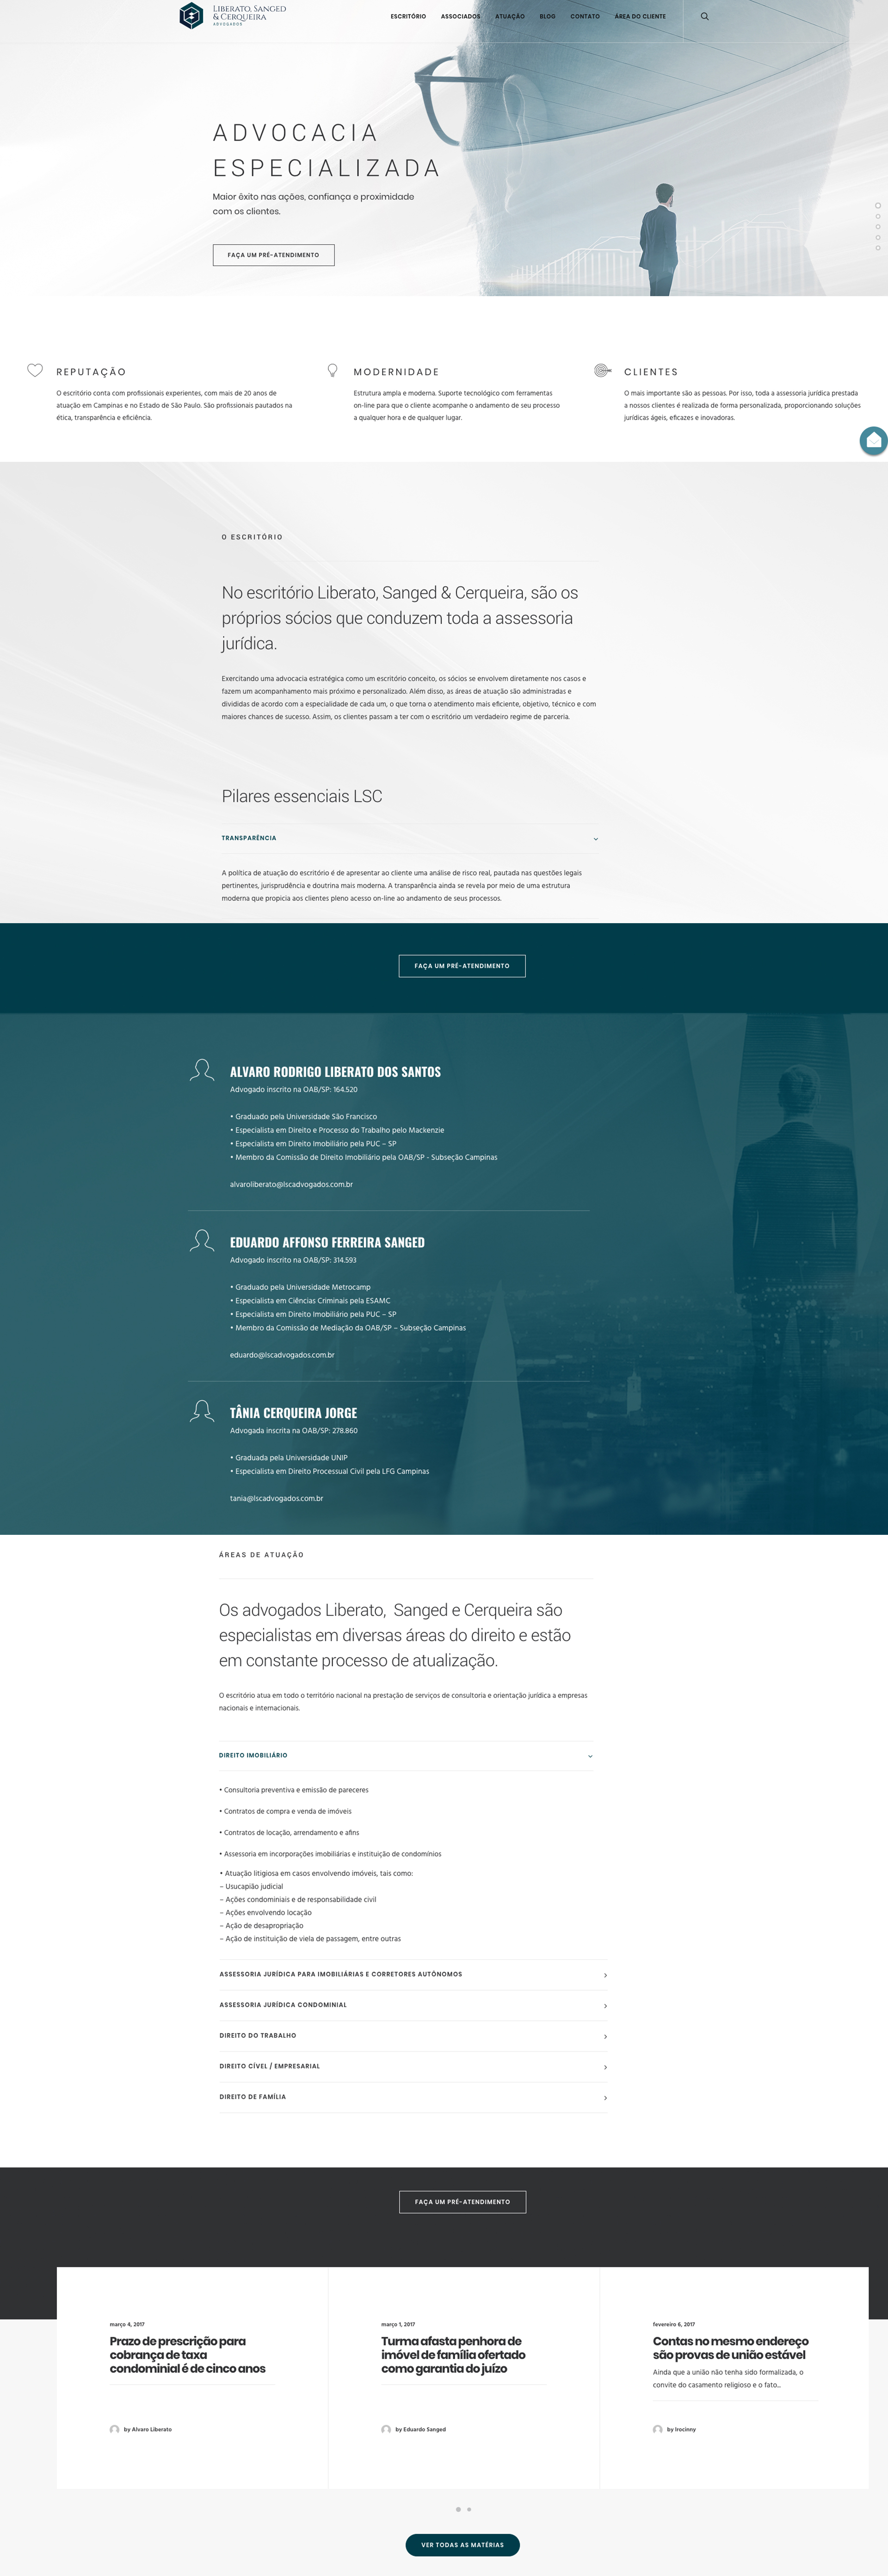 LIBERATO, SANGED
& CERQUEIRA
ADVOGADOS
ESCRITÓRIO
ASSOCIADOS
ATUAÇÃO
BLOG
CONTATO
ÁREA DO CLIENTE
ADVOCACIA
ESPECIALIZADA
Maior êxito nas ações, confiança e proximidade
com os clientes.
FAÇA UM PRÉ-ATENDIMENTO
REPUTAÇÃO
O escritório conta com profissionais experientes, com mais de 20 anos de
atuação em Campinas e no Estado de São Paulo. São profissionais pautados na
ética, transparência e eficiência.
MODERNIDADE
Estrutura ampla e moderna. Suporte tecnológico com ferramentas
on-line para que o cliente acompanhe o andamento de seu processo
a qualquer hora e de qualquer lugar.
CLIENTES
O mais importante são as pessoas. Por isso, toda a assessoria jurídica prestada
a nossos clientes é realizada de forma personalizada, proporcionando soluções
jurídicas ágeis, eficazes e inovadoras.
O ESCRITÓRIO
No escritório Liberato, Sanged & Cerqueira, são os
próprios sócios que conduzem toda a assessoria
jurídica.
Exercitando uma advocacia estratégica como um escritório conceito, os sócios se envolvem diretamente nos casos e
fazem um acompanhamento mais próximo e personalizado. Além disso, as áreas de atuação são administradas e
divididas de acordo com a especialidade de cada um, o que torna o atendimento mais eficiente, objetivo, técnico e com
maiores chances de sucesso. Assim, os clientes passam a ter com o escritório um verdadeiro regime de parceria.
Pilares essenciais LSC
TRANSPARÊNCIA
A política de atuação do escritório é de apresentar ao cliente uma análise de risco real, pautada nas questões legais
pertinentes, jurisprudência e doutrina mais moderna. A transparência ainda se revela por meio de uma estrutura
moderna que propicia aos clientes pleno acesso on-line ao andamento de seus processos.
FAÇA UM PRÉ-ATENDIMENTO
ALVARO RODRIGO LIBERATO DOS SANTOS
Advogado inscrito na OAB/SP: 164.520
• Graduado pela Universidade São Francisco
• Especialista em Direito e Processo do Trabalho pelo Mackenzie
• Especialista em Direito Imobiliário pela PUC – SP
• Membro da Comissão de Direito Imobiliário pela OAB/SP - Subseção Campinas
alvaroliberato@lscadvogados.com.br
EDUARDO AFFONSO FERREIRA SANGED
Advogado inscrito na OAB/SP: 314.593
• Graduado pela Universidade Metrocamp
• Especialista em Ciências Criminais pela ESAMC
• Especialista em Direito Imobiliário pela PUC – SP
• Membro da Comissão de Mediação da OAB/SP – Subseção Campinas
eduardo@lscadvogados.com.br
TÂNIA CERQUEIRA JORGE
Advogada inscrita na OAB/SP: 278.860
• Graduada pela Universidade UNIP
• Especialista em Direito Processual Civil pela LFG Campinas
tania@lscadvogados.com.br
ÁREAS DE ATUAÇÃO
Os advogados Liberato, Sanged e Cerqueira são
especialistas em diversas áreas do direito e estão
em constante processo de atualização.
O escritório atua em todo o território nacional na prestação de serviços de consultoria e orientação jurídica a empresas
nacionais e internacionais.
DIREITO IMOBILIÁRIO
• Consultoria preventiva e emissão de pareceres
• Contratos de compra e venda de imóveis
• Contratos de locação, arrendamento e afins
• Assessoria em incorporações imobiliárias e instituição de condomínios
• Atuação litigiosa em casos envolvendo imóveis, tais como:
– Usucapião judicial
– Ações condominiais e de responsabilidade civil
– Ações envolvendo locação
– Ação de desapropriação
– Ação de instituição de viela de passagem, entre outras
ASSESSORIA JURÍDICA PARA IMOBILIÁRIAS E CORRETORES AUTÔNOMOS
ASSESSORIA JURÍDICA CONDOMINIAL
DIREITO DO TRABALHO
DIREITO CÍVEL / EMPRESARIAL
DIREITO DE FAMÍLIA
FAÇA UM PRÉ-ATENDIMENTO
março 4, 2017
Prazo de prescrição para
cobrança de taxa
condominial é de cinco anos
by Alvaro Liberato
março 1, 2017
Turma afasta penhora de
imóvel de família ofertado
como garantia do juízo
by Eduardo Sanged
fevereiro 6, 2017
Contas no mesmo endereço
são provas de união estável
Ainda que a união não tenha sido formalizada, o
convite do casamento religioso e o fato...
by lrocinny
VER TODAS AS MATÉRIAS